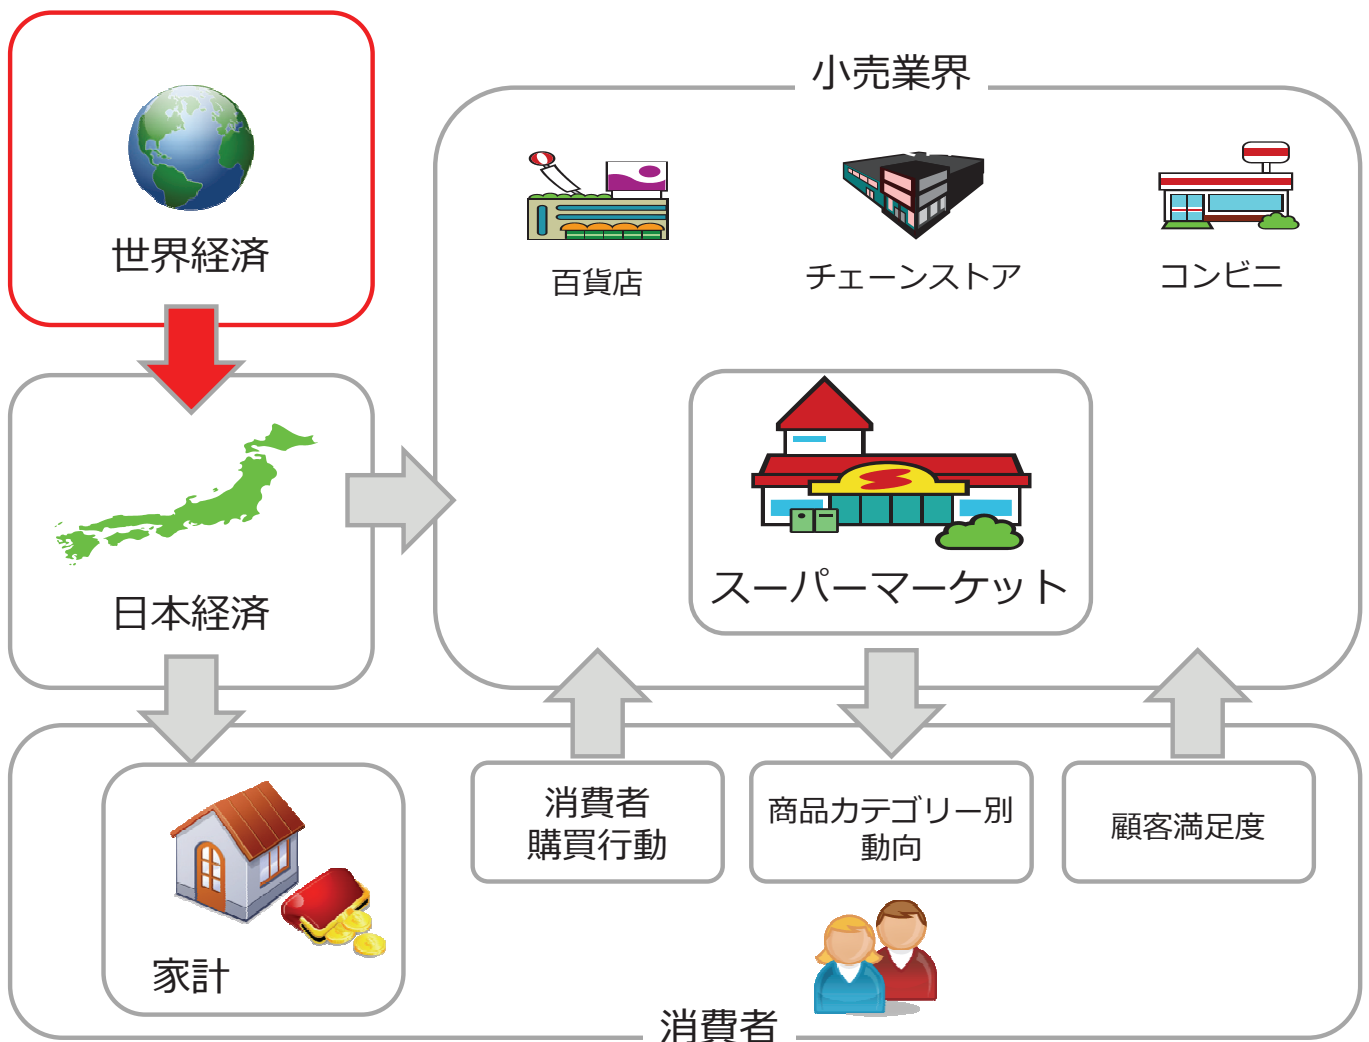 小売業界
世界経済
百貨店
チェーンストア
コンビニ
スーパーマーケット
日本経済
消費者
購買行動
商品カテゴリー別
動向
顧客満足度
家計
消費者